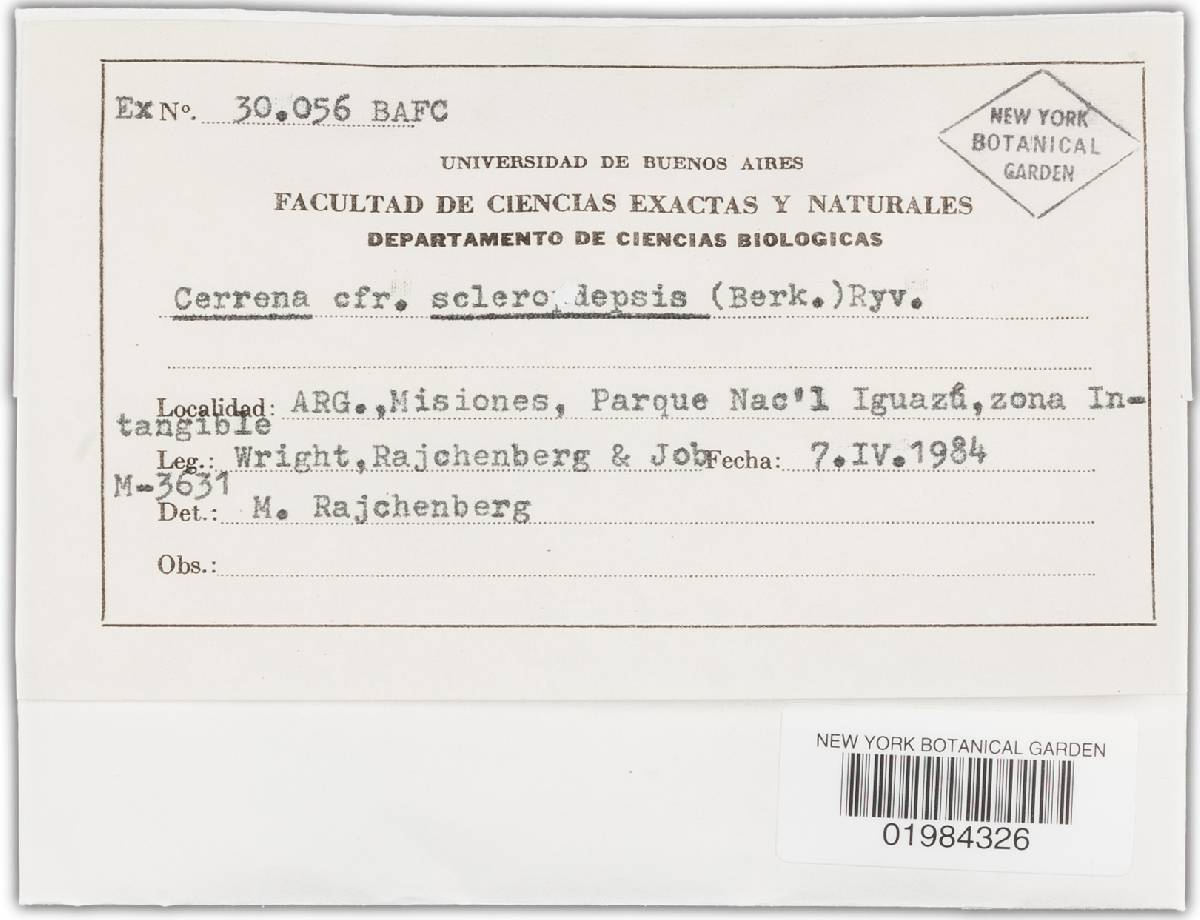 Ex Nº. 30.056 BAFC
NEW YORK
BOTANICAL
GARDEN
UNIVERSIDAD DE BUENOS AIRES
FACULTAD DE CIENCIAS EXACTAS Y NATURALES
DEPARTAMENTO DE CIENCIAS BIOLOGICAS
Cerrena cfr. sclerodepsis (Berk.)Ryv.
Localidad: ARG.,Misiones, Parque Nac'l Iguazú,zona In-
tangible
Leg.: Wright,Rajchenberg & Job Fecha: 7.IV.1984
M-3631
Det.: M. Rajchenberg
Obs.:
NEW YORK BOTANICAL GARDEN
01984326